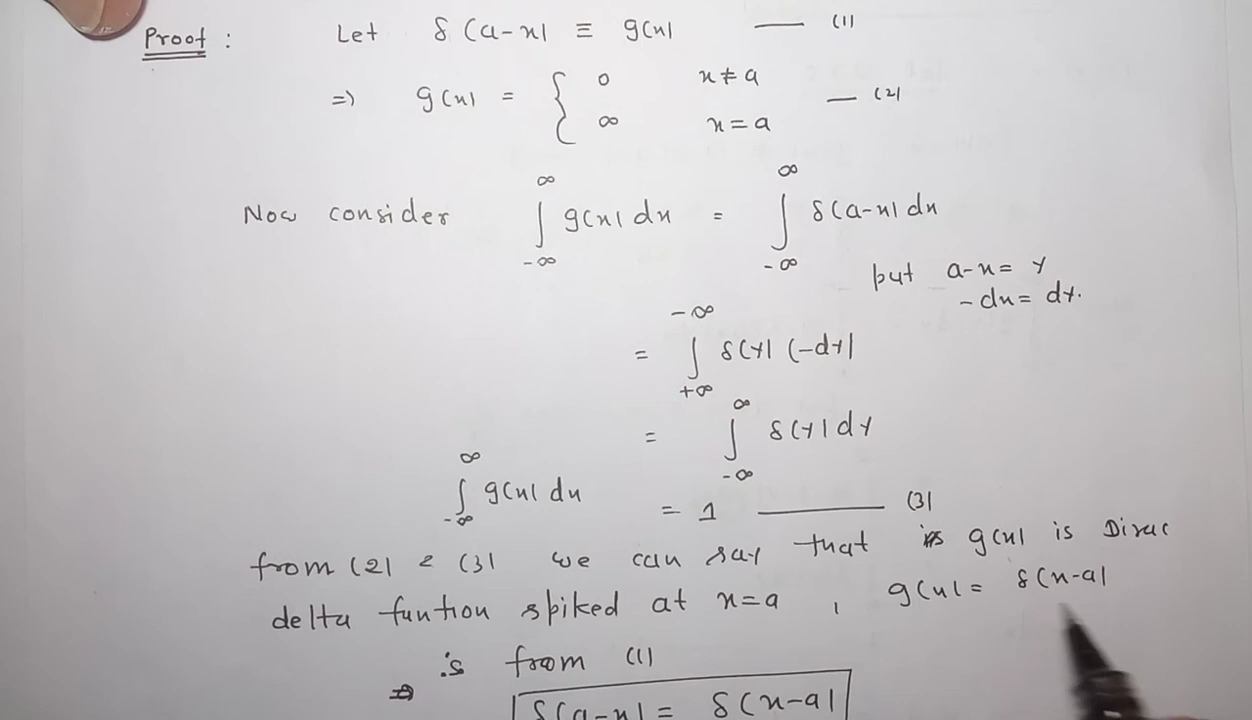 Proof : Let δ(a-x) ≡ g(x) —— (1)
=> g(x) = { 0 x ≠ a
∞ x = a — (2)
Now consider ∫_{-∞}^{∞} g(x) dx = ∫_{-∞}^{∞} δ(a-x) dx
put a-x = y
-dx = dy.
= ∫_{+∞}^{-∞} δ(y) (-dy)
= ∫_{-∞}^{∞} δ(y) dy
∫_{-∞}^{∞} g(x) dx = 1 —— (3)
from (2) & (3) we can say that g(x) is Dirac
delta funtion spiked at x=a , g(x) = δ(x-a)
=> is from (1)
δ(a-x) = δ(x-a)